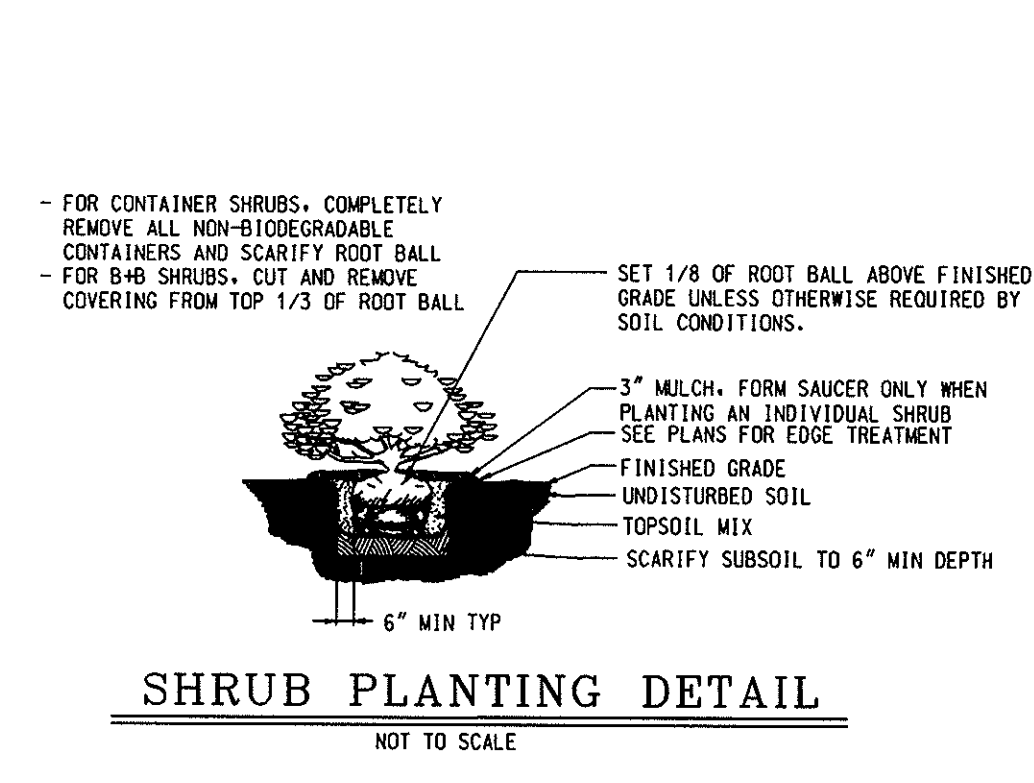 - FOR CONTAINER SHRUBS, COMPLETELY
REMOVE ALL NON-BIODEGRADABLE
CONTAINERS AND SCARIFY ROOT BALL
- FOR B+B SHRUBS, CUT AND REMOVE
COVERING FROM TOP 1/3 OF ROOT BALL
SET 1/8 OF ROOT BALL ABOVE FINISHED
GRADE UNLESS OTHERWISE REQUIRED BY
SOIL CONDITIONS.
3" MULCH, FORM SAUCER ONLY WHEN
PLANTING AN INDIVIDUAL SHRUB
SEE PLANS FOR EDGE TREATMENT
FINISHED GRADE
UNDISTURBED SOIL
TOPSOIL MIX
SCARIFY SUBSOIL TO 6" MIN DEPTH
6" MIN TYP
SHRUB PLANTING DETAIL
NOT TO SCALE